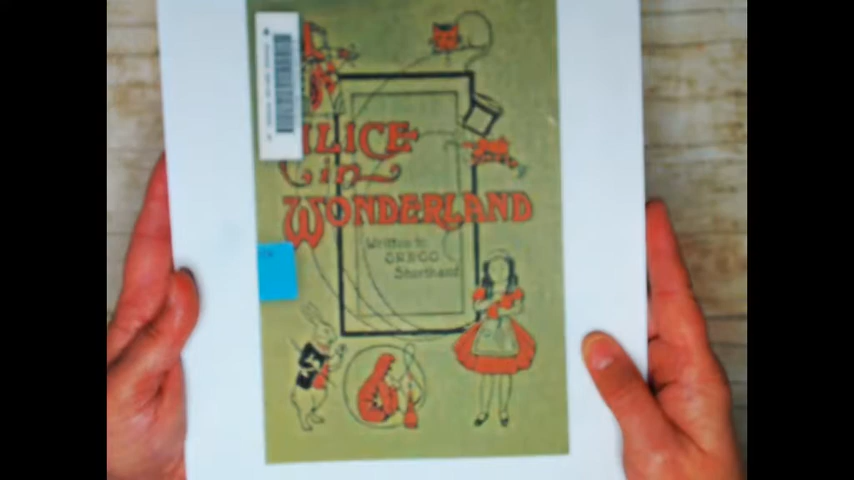 ALICE
in
WONDERLAND
Written in
GREGG
Shorthand